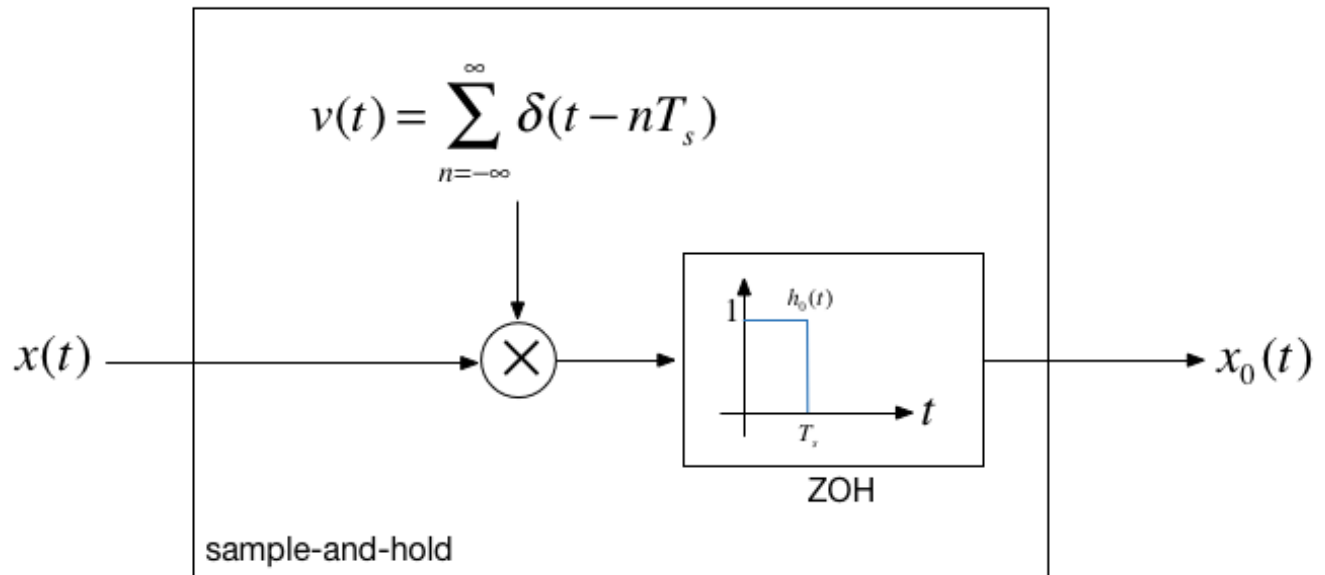 ∞
v(t) = ∑ δ(t − nT_s)
n=−∞
h_0(t)
1
x(t)
×
x_0(t)
t
T_s
ZOH
sample-and-hold